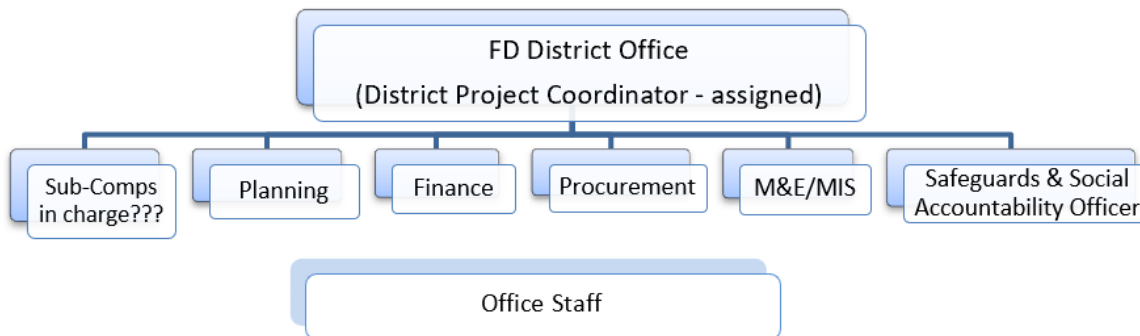 FD District Office
(District Project Coordinator - assigned)
Sub-Comps
in charge???
Planning
Finance
Procurement
M&E/MIS
Safeguards & Social
Accountability Officer
Office Staff